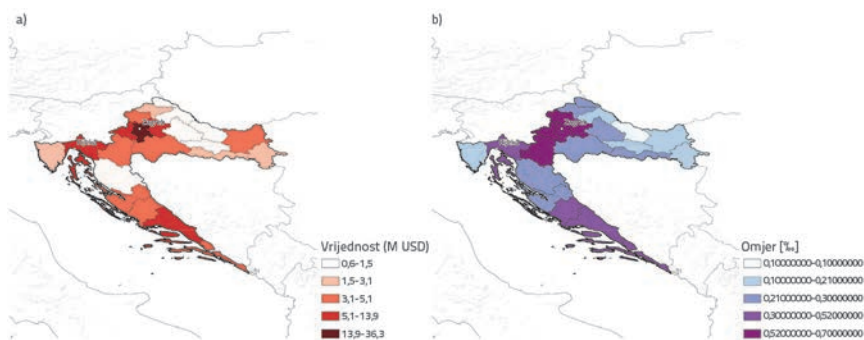 a)
Vrijednost (M USD)
0,6-1,5
1,5-3,1
3,1-5,1
5,1-13,9
13,9-36,3
b)
Omjer [‰]
0,10000000-0,10000000
0,10000000-0,21000000
0,21000000-0,30000000
0,30000000-0,52000000
0,52000000-0,70000000